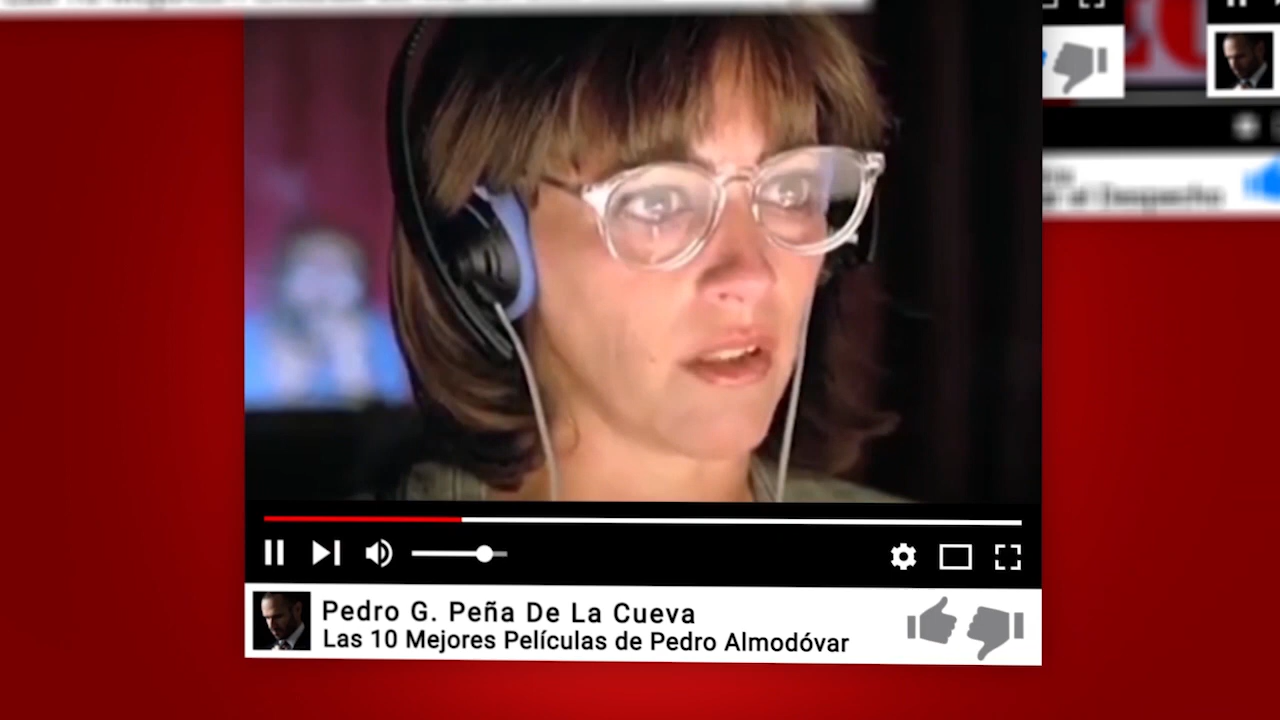 Pedro G. Peña De La Cueva
Las 10 Mejores Películas de Pedro Almodóvar